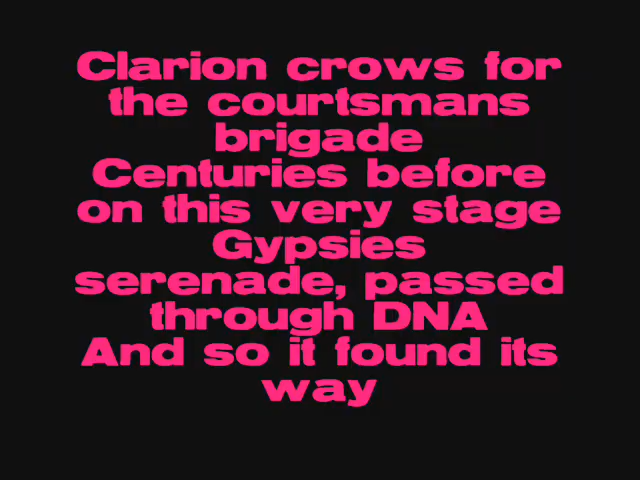 Clarion crows for
the courtsmans
brigade
Centuries before
on this very stage
Gypsies
serenade, passed
through DNA
And so it found its
way